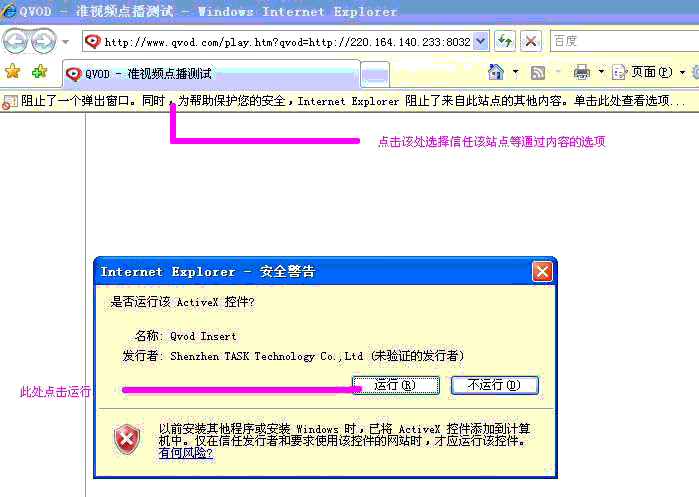 QVOD - 准视频点播测试 - Windows Internet Explorer
http://www.qvod.com/play.htm?qvod=http://220.164.140.233:8032
百度
QVOD - 准视频点播测试
页面(P)
阻止了一个弹出窗口。同时，为帮助保护您的安全，Internet Explorer 阻止了来自此站点的其他内容。单击此处查看选项...
点击该处选择信任该站点等通过内容的选项
Internet Explorer - 安全警告
是否运行该 ActiveX 控件?
名称: Qvod Insert
发行者: Shenzhen TASK Technology Co.,Ltd (未验证的发行者)
此处点击运行
运行(R)
不运行(D)
以前安装其他程序或安装 Windows 时，已将 ActiveX 控件添加到计算
机中。仅在信任发行者和要求使用该控件的网站时，才应运行该控件。
有何风险?